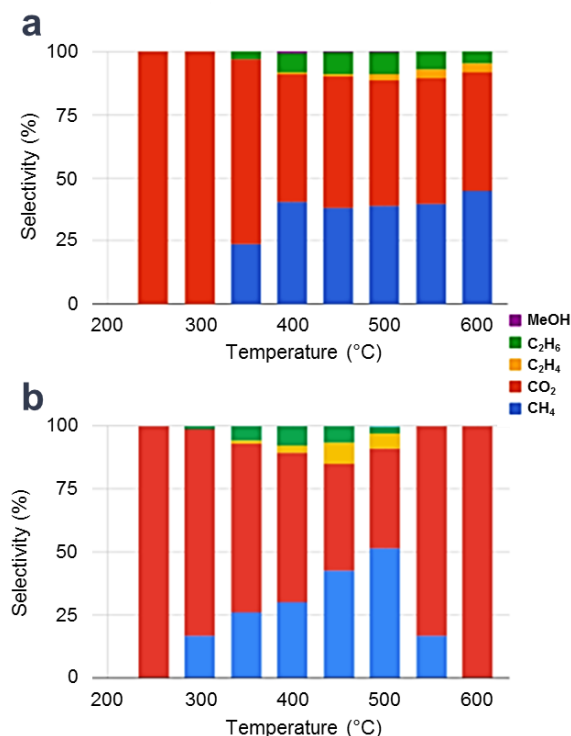 a
100
75
50
25
0
Selectivity (%)
200 300 400 500 600
Temperature (°C)
MeOH
C₂H₆
C₂H₄
CO₂
CH₄
b
100
75
50
25
0
Selectivity (%)
200 300 400 500 600
Temperature (°C)